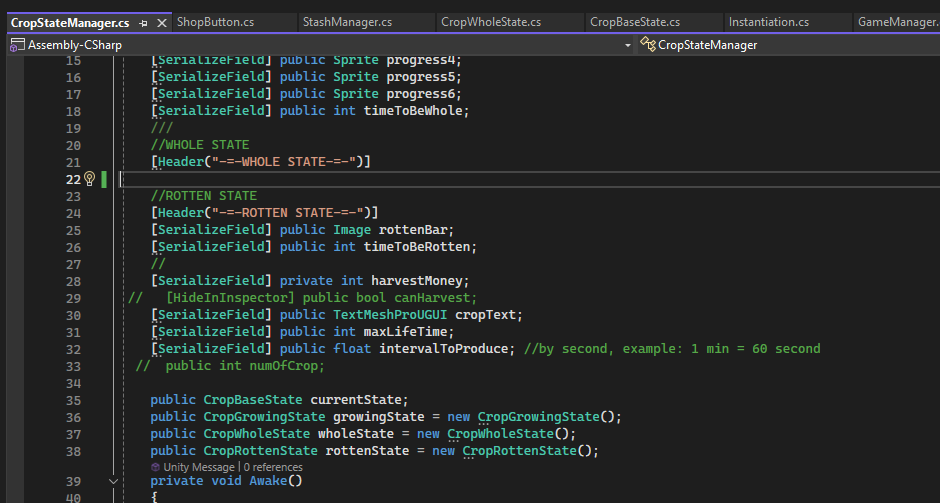 CropStateManager.cs
ShopButton.cs
StashManager.cs
CropWholeState.cs
CropBaseState.cs
Instantiation.cs
GameManager.
Assembly-CSharp
CropStateManager
15 [SerializeField] public Sprite progress4;
16 [SerializeField] public Sprite progress5;
17 [SerializeField] public Sprite progress6;
18 [SerializeField] public int timeToBeWhole;
19 ///
20 //WHOLE STATE
21 [Header("-=-WHOLE STATE-=-")]
22
23 //ROTTEN STATE
24 [Header("-=-ROTTEN STATE-=-")]
25 [SerializeField] public Image rottenBar;
26 [SerializeField] public int timeToBeRotten;
27 //
28 [SerializeField] private int harvestMoney;
29 // [HideInInspector] public bool canHarvest;
30 [SerializeField] public TextMeshProUGUI cropText;
31 [SerializeField] public int maxLifeTime;
32 [SerializeField] public float intervalToProduce; //by second, example: 1 min = 60 second
33 // public int numOfCrop;
34
35 public CropBaseState currentState;
36 public CropGrowingState growingState = new CropGrowingState();
37 public CropWholeState wholeState = new CropWholeState();
38 public CropRottenState rottenState = new CropRottenState();
Unity Message | 0 references
39 private void Awake()
40 {